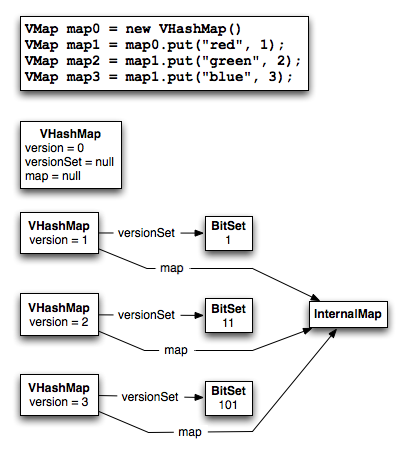 VMap map0 = new VHashMap()
VMap map1 = map0.put("red", 1);
VMap map2 = map1.put("green", 2);
VMap map3 = map1.put("blue", 3);
VHashMap
version = 0
versionSet = null
map = null
VHashMap
version = 1
versionSet
BitSet
1
map
VHashMap
version = 2
versionSet
BitSet
11
map
InternalMap
VHashMap
version = 3
versionSet
BitSet
101
map